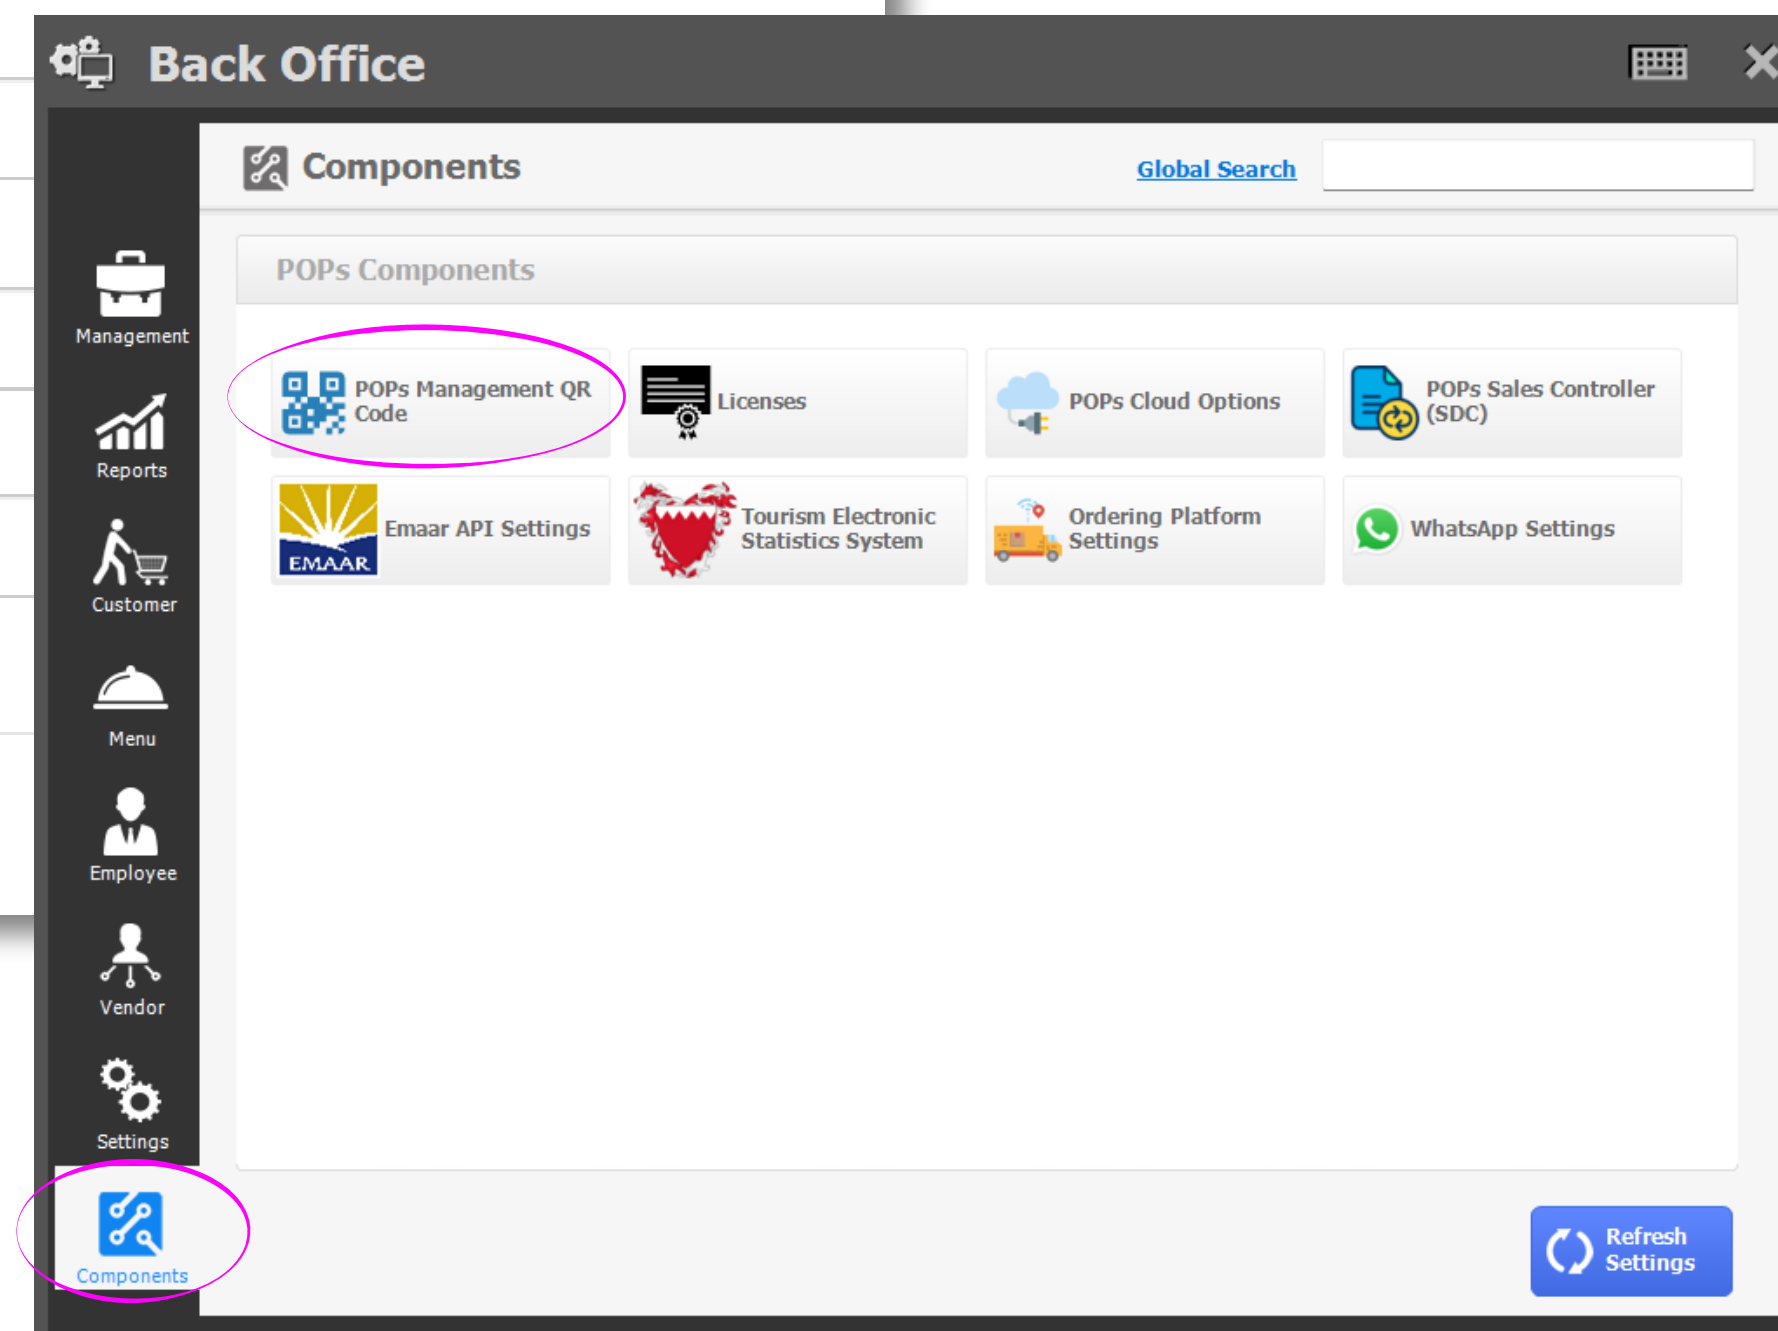 Back Office
Components
Global Search
POPs Components
POPs Management QR
Code
Licenses
POPs Cloud Options
POPs Sales Controller
(SDC)
EMAAR
Emaar API Settings
Tourism Electronic
Statistics System
Ordering Platform
Settings
WhatsApp Settings
Management
Reports
Customer
Menu
Employee
Vendor
Settings
Components
Refresh
Settings